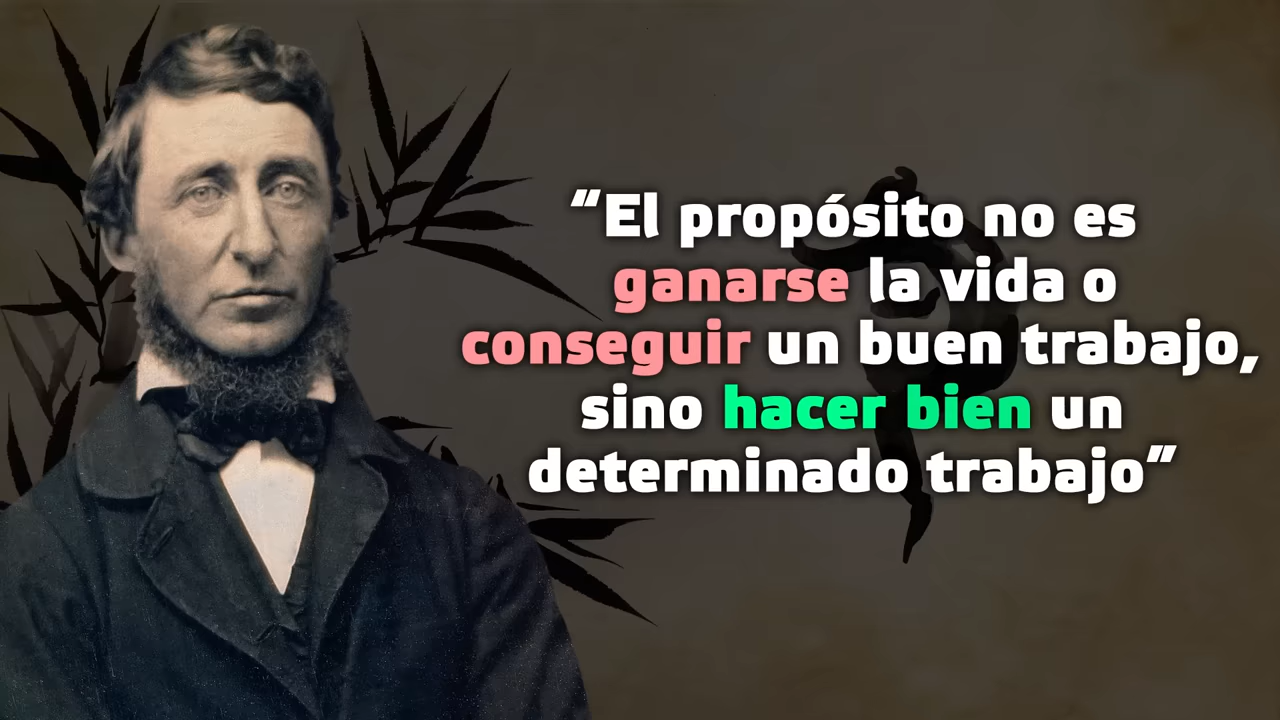 “El propósito no es
ganarse la vida o
conseguir un buen trabajo,
sino hacer bien un
determinado trabajo”